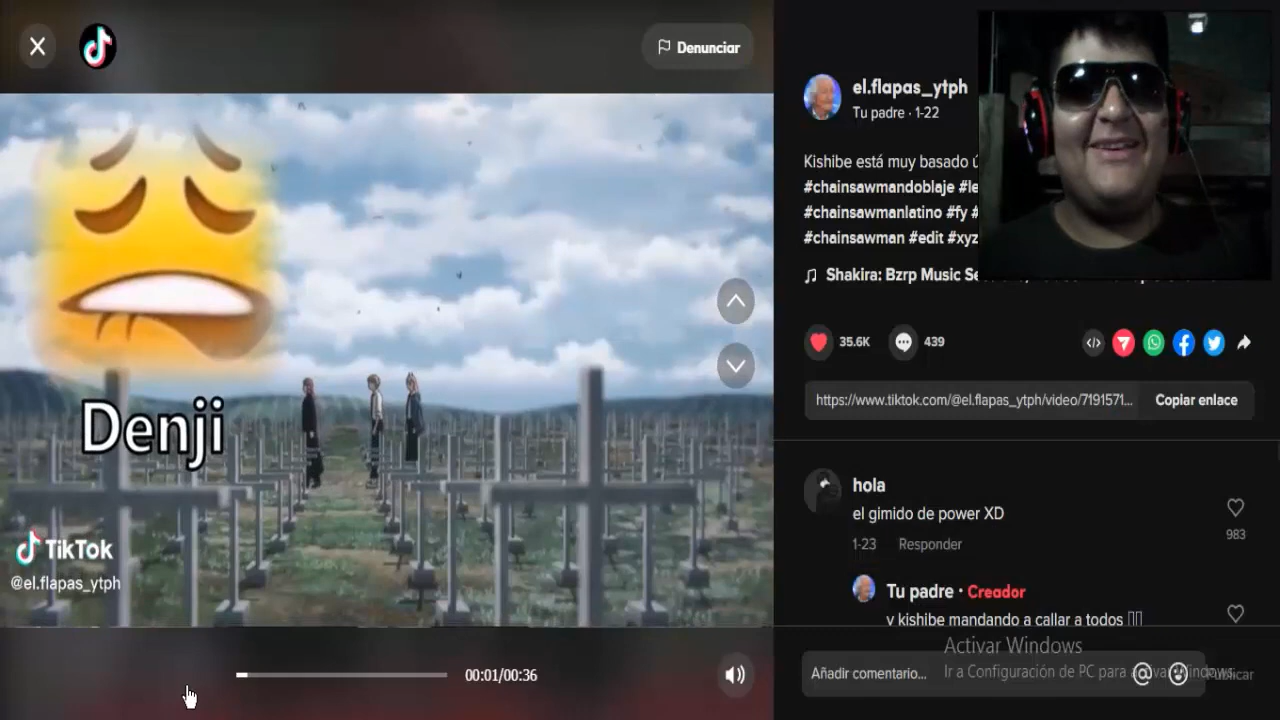 Denunciar
Denji
TikTok
@el.flapas_ytph
00:01/00:36
el.flapas_ytph
Tu padre · 1-22
Kishibe está muy basado
#chainsawmandoblaje
#chainsawmanlatino #fy
#chainsawman #edit #xyz
Shakira: Bzrp Music
35.6K
439
https://www.tiktok.com/@el.flapas_ytph/video/7191571...
Copiar enlace
hola
el gimido de power XD
1-23 Responder
983
Tu padre · Creador
y kishibe mandando a callar a todos
Activar Windows
Ir a Configuración de PC para activar Windows.
Añadir comentario...
Publicar